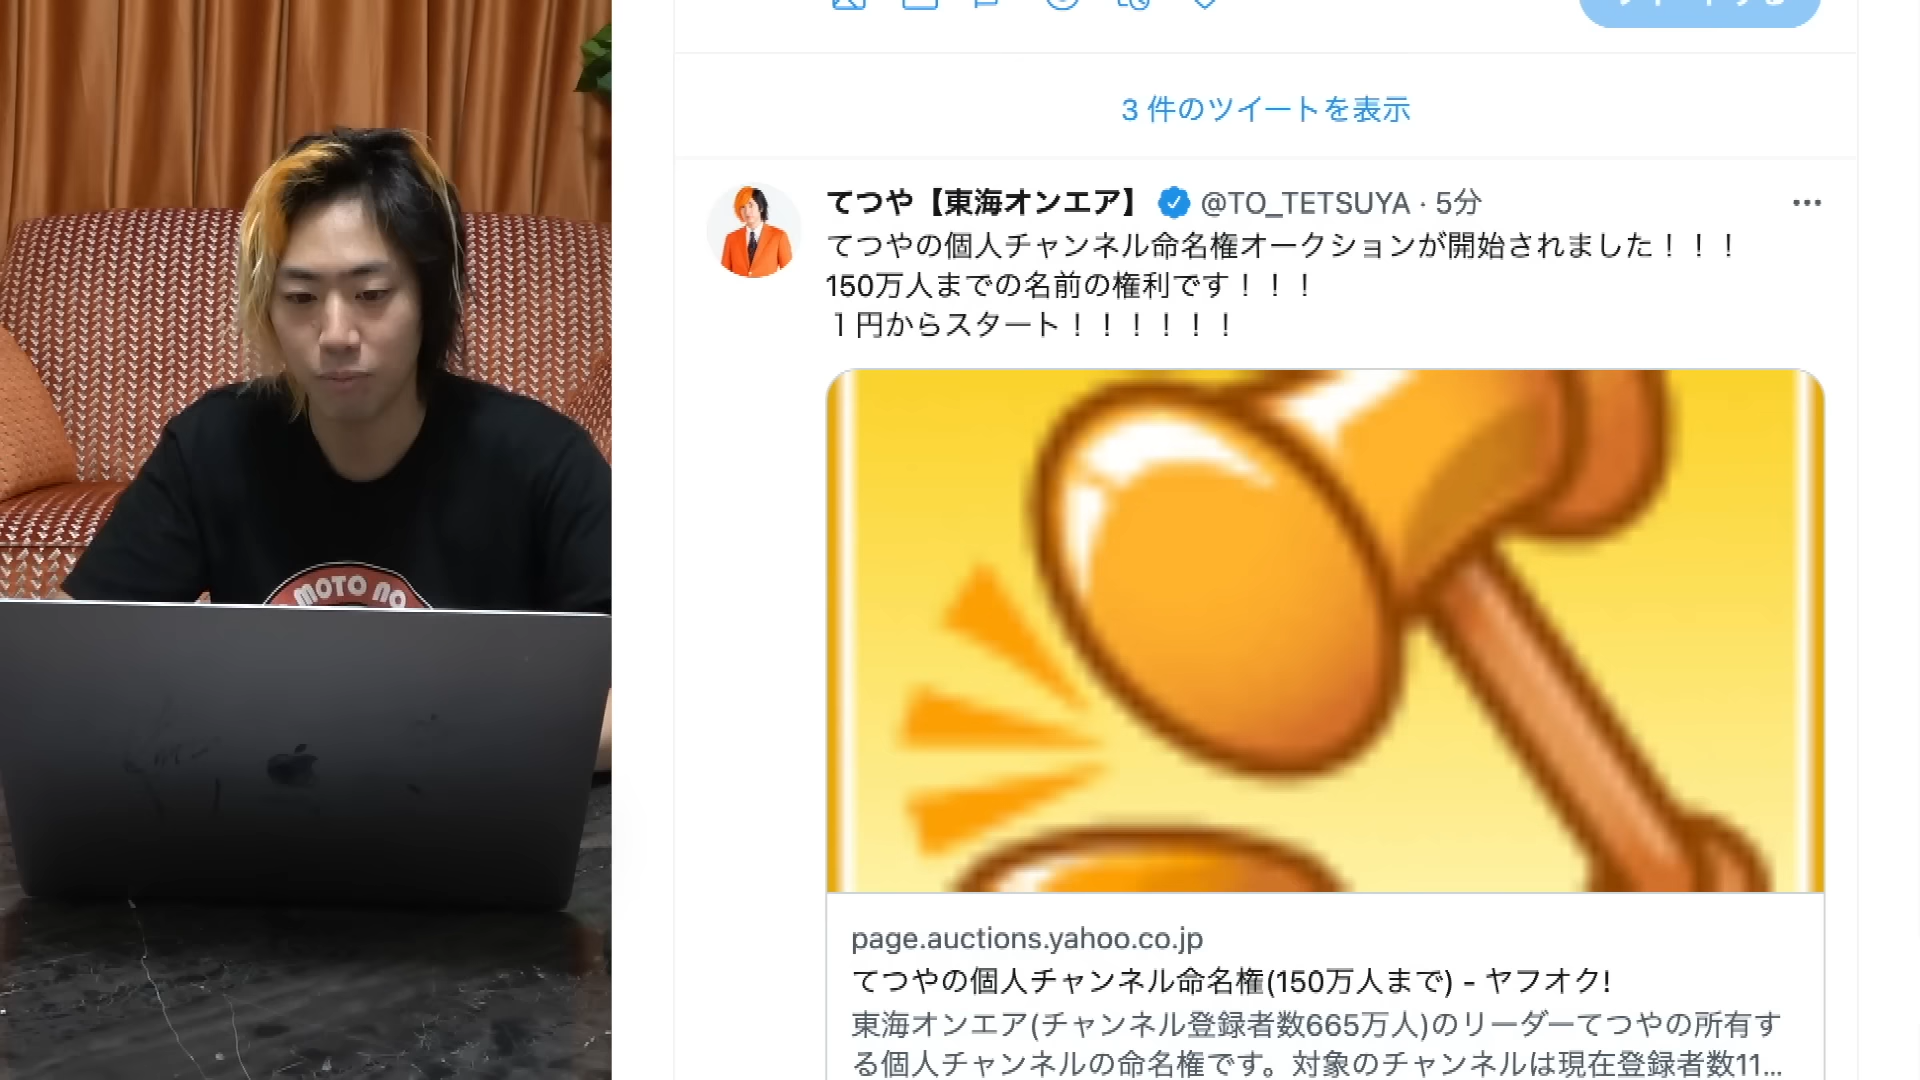 3 件のツイートを表示
てつや【東海オンエア】 @TO_TETSUYA · 5分
てつやの個人チャンネル命名権オークションが開始されました！！！
150万人までの名前の権利です！！！
１円からスタート！！！！！！
page.auctions.yahoo.co.jp
てつやの個人チャンネル命名権(150万人まで) - ヤフオク!
東海オンエア(チャンネル登録者数665万人)のリーダーてつやの所有す
る個人チャンネルの命名権です。対象のチャンネルは現在登録者数11...
MOTO NO